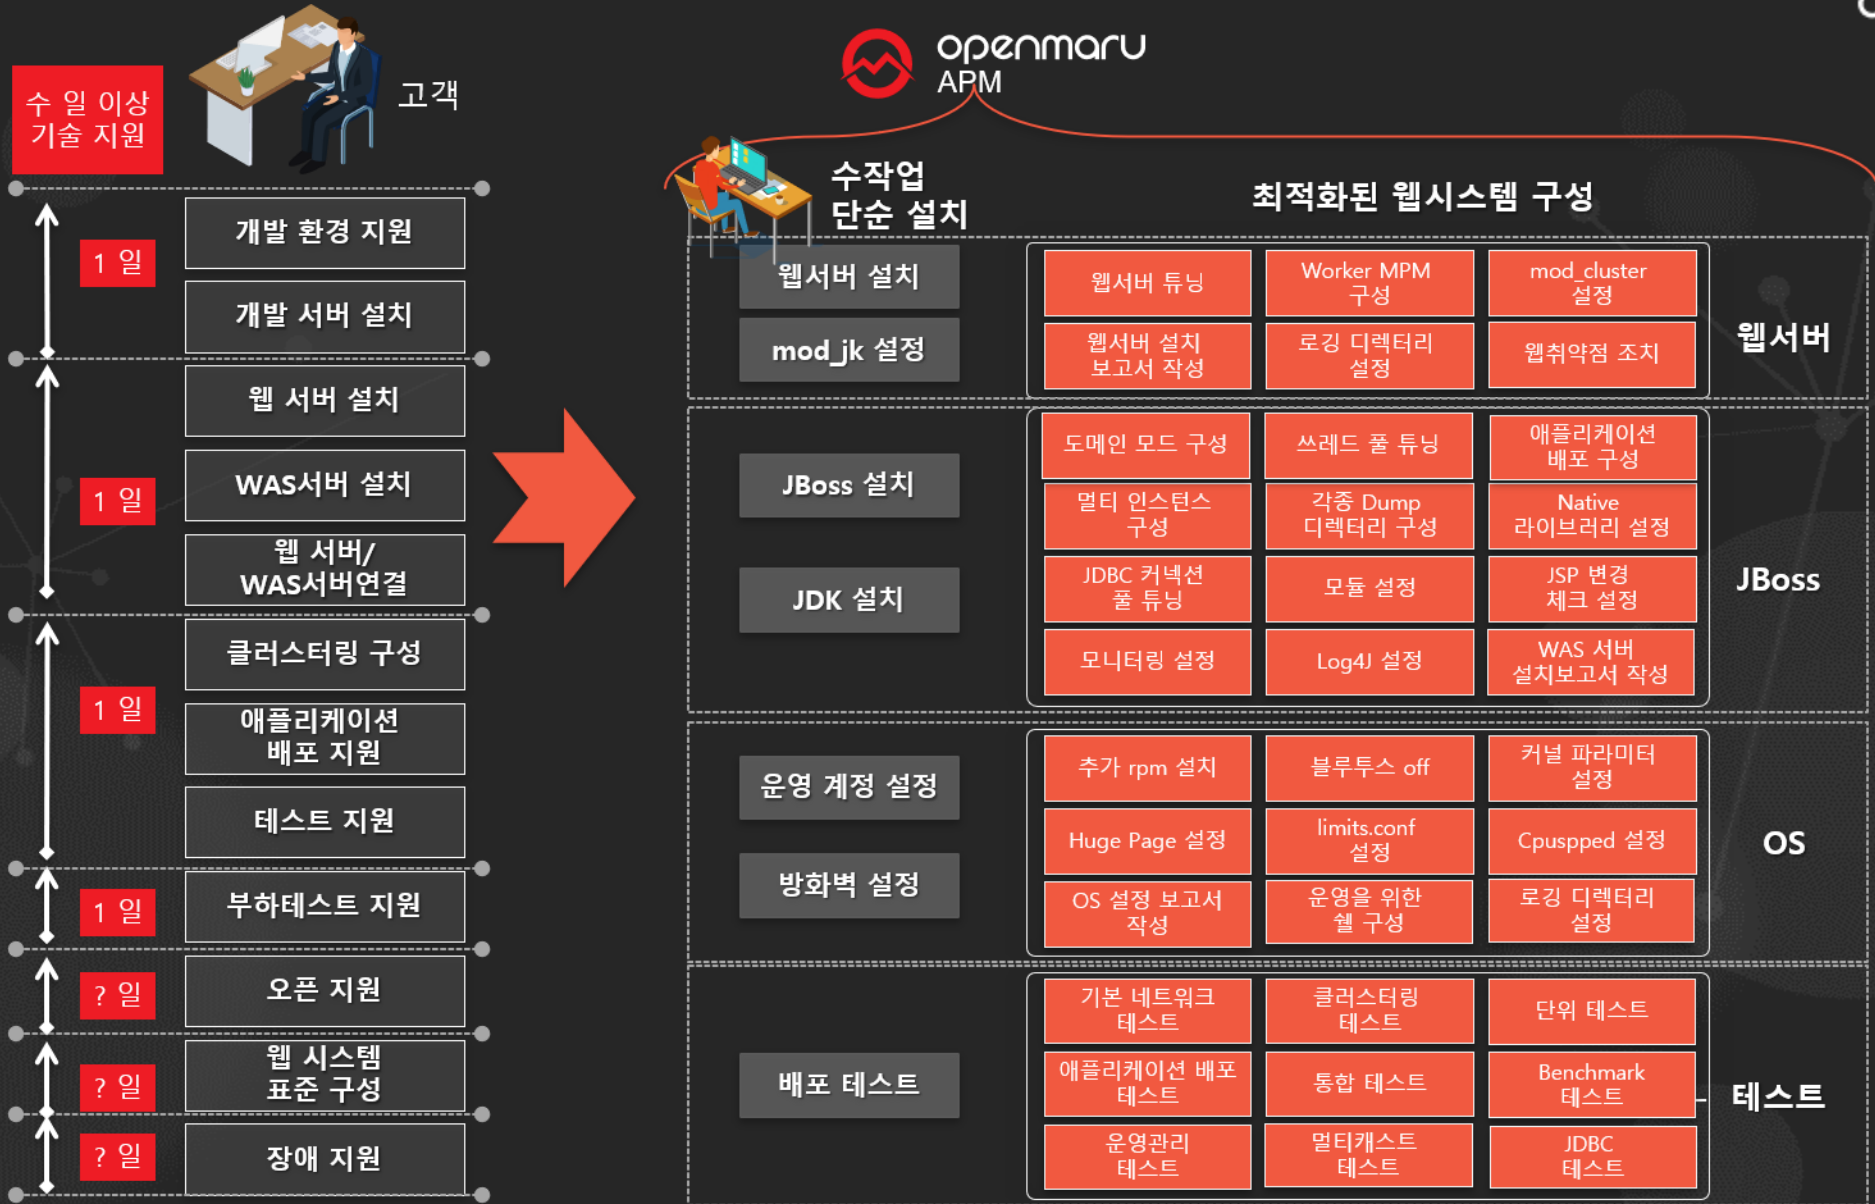 수 일 이상
기술 지원
고객
1 일
개발 환경 지원
개발 서버 설치
1 일
웹 서버 설치
WAS서버 설치
웹 서버/
WAS서버연결
1 일
클러스터링 구성
애플리케이션
배포 지원
테스트 지원
1 일
부하테스트 지원
? 일
오픈 지원
? 일
웹 시스템
표준 구성
? 일
장애 지원
openmaru
APM
수작업
단순 설치
최적화된 웹시스템 구성
웹서버 설치
mod_jk 설정
웹서버 튜닝
Worker MPM
구성
mod_cluster
설정
웹서버 설치
보고서 작성
로깅 디렉터리
설정
웹취약점 조치
웹서버
JBoss 설치
JDK 설치
도메인 모드 구성
쓰레드 풀 튜닝
애플리케이션
배포 구성
멀티 인스턴스
구성
각종 Dump
디렉터리 구성
Native
라이브러리 설정
JDBC 커넥션
풀 튜닝
모듈 설정
JSP 변경
체크 설정
모니터링 설정
Log4J 설정
WAS 서버
설치보고서 작성
JBoss
운영 계정 설정
방화벽 설정
추가 rpm 설치
블루투스 off
커널 파라미터
설정
Huge Page 설정
limits.conf
설정
Cpuspped 설정
OS 설정 보고서
작성
운영을 위한
쉘 구성
로깅 디렉터리
설정
OS
배포 테스트
기본 네트워크
테스트
클러스터링
테스트
단위 테스트
애플리케이션 배포
테스트
통합 테스트
Benchmark
테스트
운영관리
테스트
멀티캐스트
테스트
JDBC
테스트
테스트